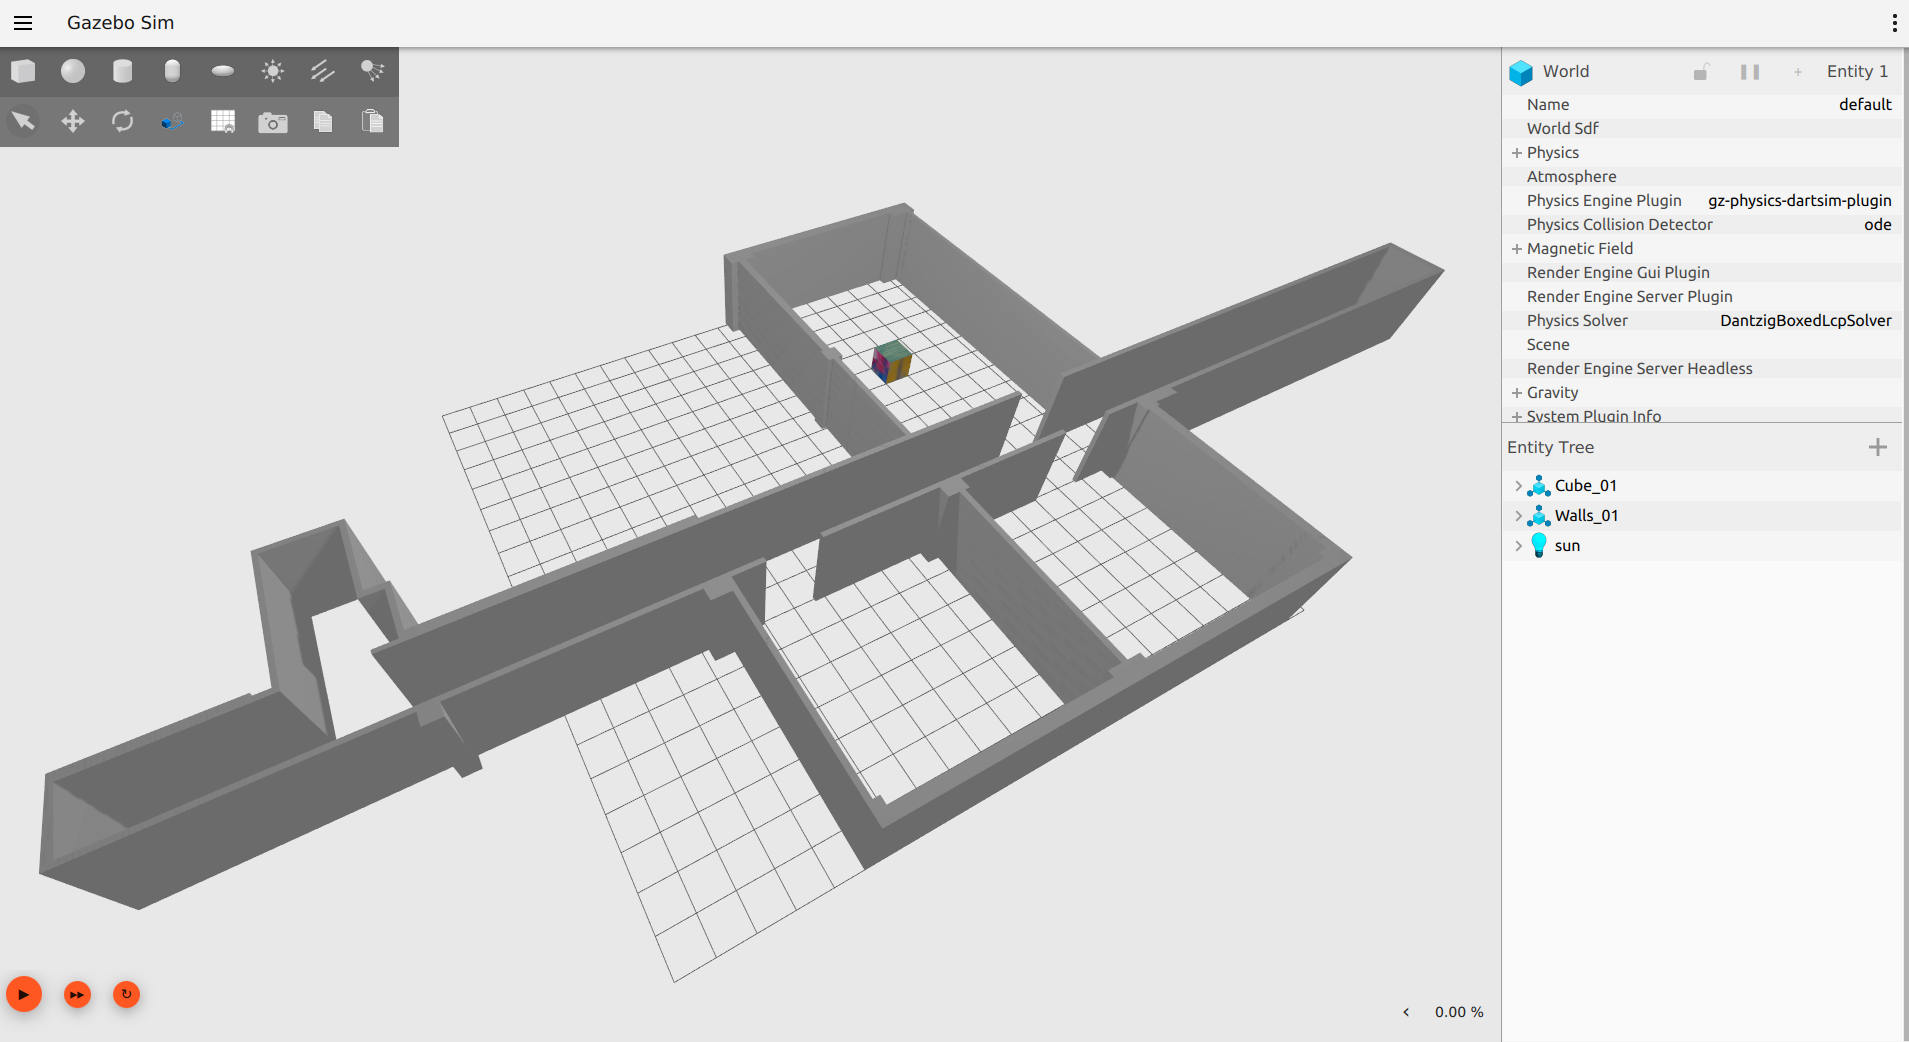 Gazebo Sim
World Entity 1
Name default
World Sdf
Physics
Atmosphere
Physics Engine Plugin gz-physics-dartsim-plugin
Physics Collision Detector ode
Magnetic Field
Render Engine Gui Plugin
Render Engine Server Plugin
Physics Solver DantzigBoxedLcpSolver
Scene
Render Engine Server Headless
Gravity
System Plugin Info
Entity Tree
Cube_01
Walls_01
sun
0.00 %